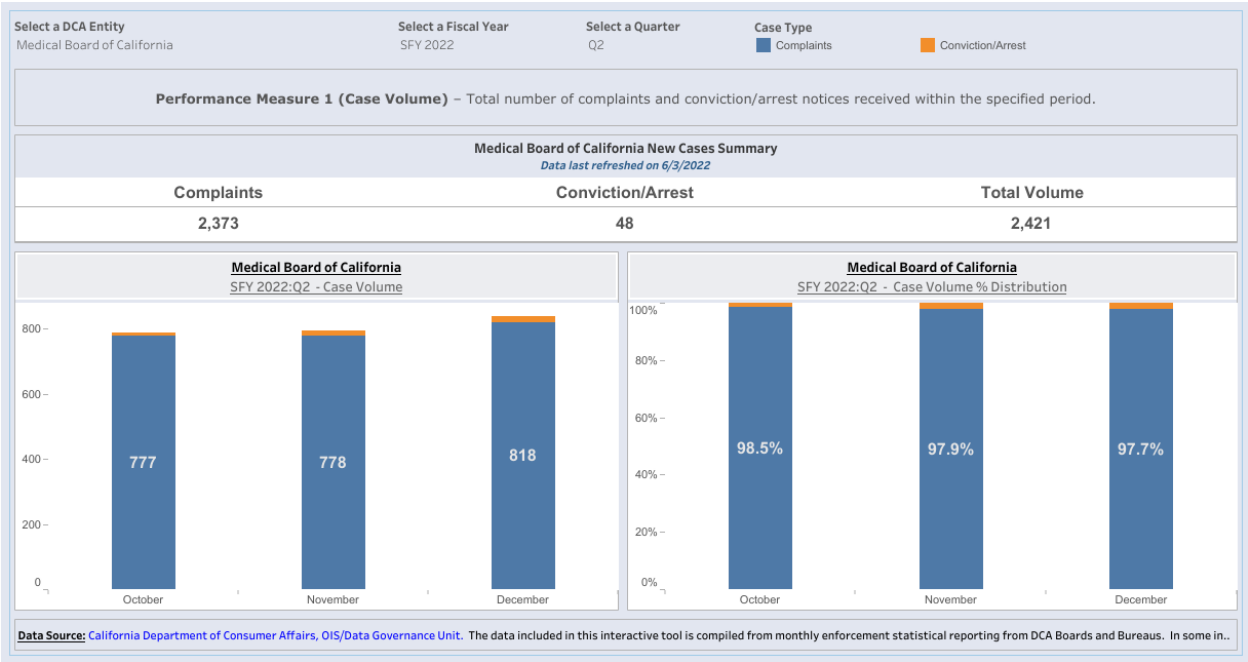 Select a DCA Entity
Medical Board of California
Select a Fiscal Year
SFY 2022
Select a Quarter
Q2
Case Type
Complaints
Conviction/Arrest
Performance Measure 1 (Case Volume) – Total number of complaints and conviction/arrest notices received within the specified period.
Medical Board of California New Cases Summary
Data last refreshed on 6/3/2022
Complaints Conviction/Arrest Total Volume
2,373 48 2,421
Medical Board of California
SFY 2022:Q2 - Case Volume
800
600
400
200
0
777
778
818
October November December
Medical Board of California
SFY 2022:Q2 - Case Volume % Distribution
100%
80%
60%
40%
20%
0%
98.5%
97.9%
97.7%
October November December
Data Source: California Department of Consumer Affairs, OIS/Data Governance Unit. The data included in this interactive tool is compiled from monthly enforcement statistical reporting from DCA Boards and Bureaus. In some in..